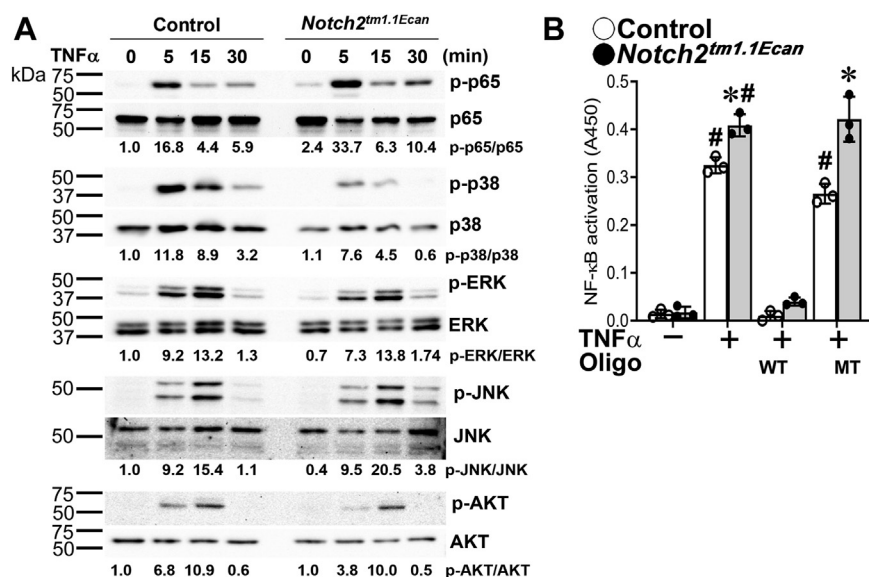 A
Control
Notch2tm1.1Ecan
TNFα 0 5 15 30 0 5 15 30 (min)
kDa
75
50
p-p65
75
50
p65
1.0 16.8 4.4 5.9 2.4 33.7 6.3 10.4 p-p65/p65
50
37
p-p38
50
37
p38
1.0 11.8 8.9 3.2 1.1 7.6 4.5 0.6 p-p38/p38
50
37
p-ERK
50
37
ERK
1.0 9.2 13.2 1.3 0.7 7.3 13.8 1.74 p-ERK/ERK
50
p-JNK
50
JNK
1.0 9.2 15.4 1.1 0.4 9.5 20.5 3.8 p-JNK/JNK
75
50
p-AKT
75
50
AKT
1.0 6.8 10.9 0.6 1.0 3.8 10.0 0.5 p-AKT/AKT
B
Control
Notch2tm1.1Ecan
NF-κB activation (A450)
0.5
0.4
0.3
0.2
0.1
0.0
# *# # *
TNFα − + + +
Oligo WT MT